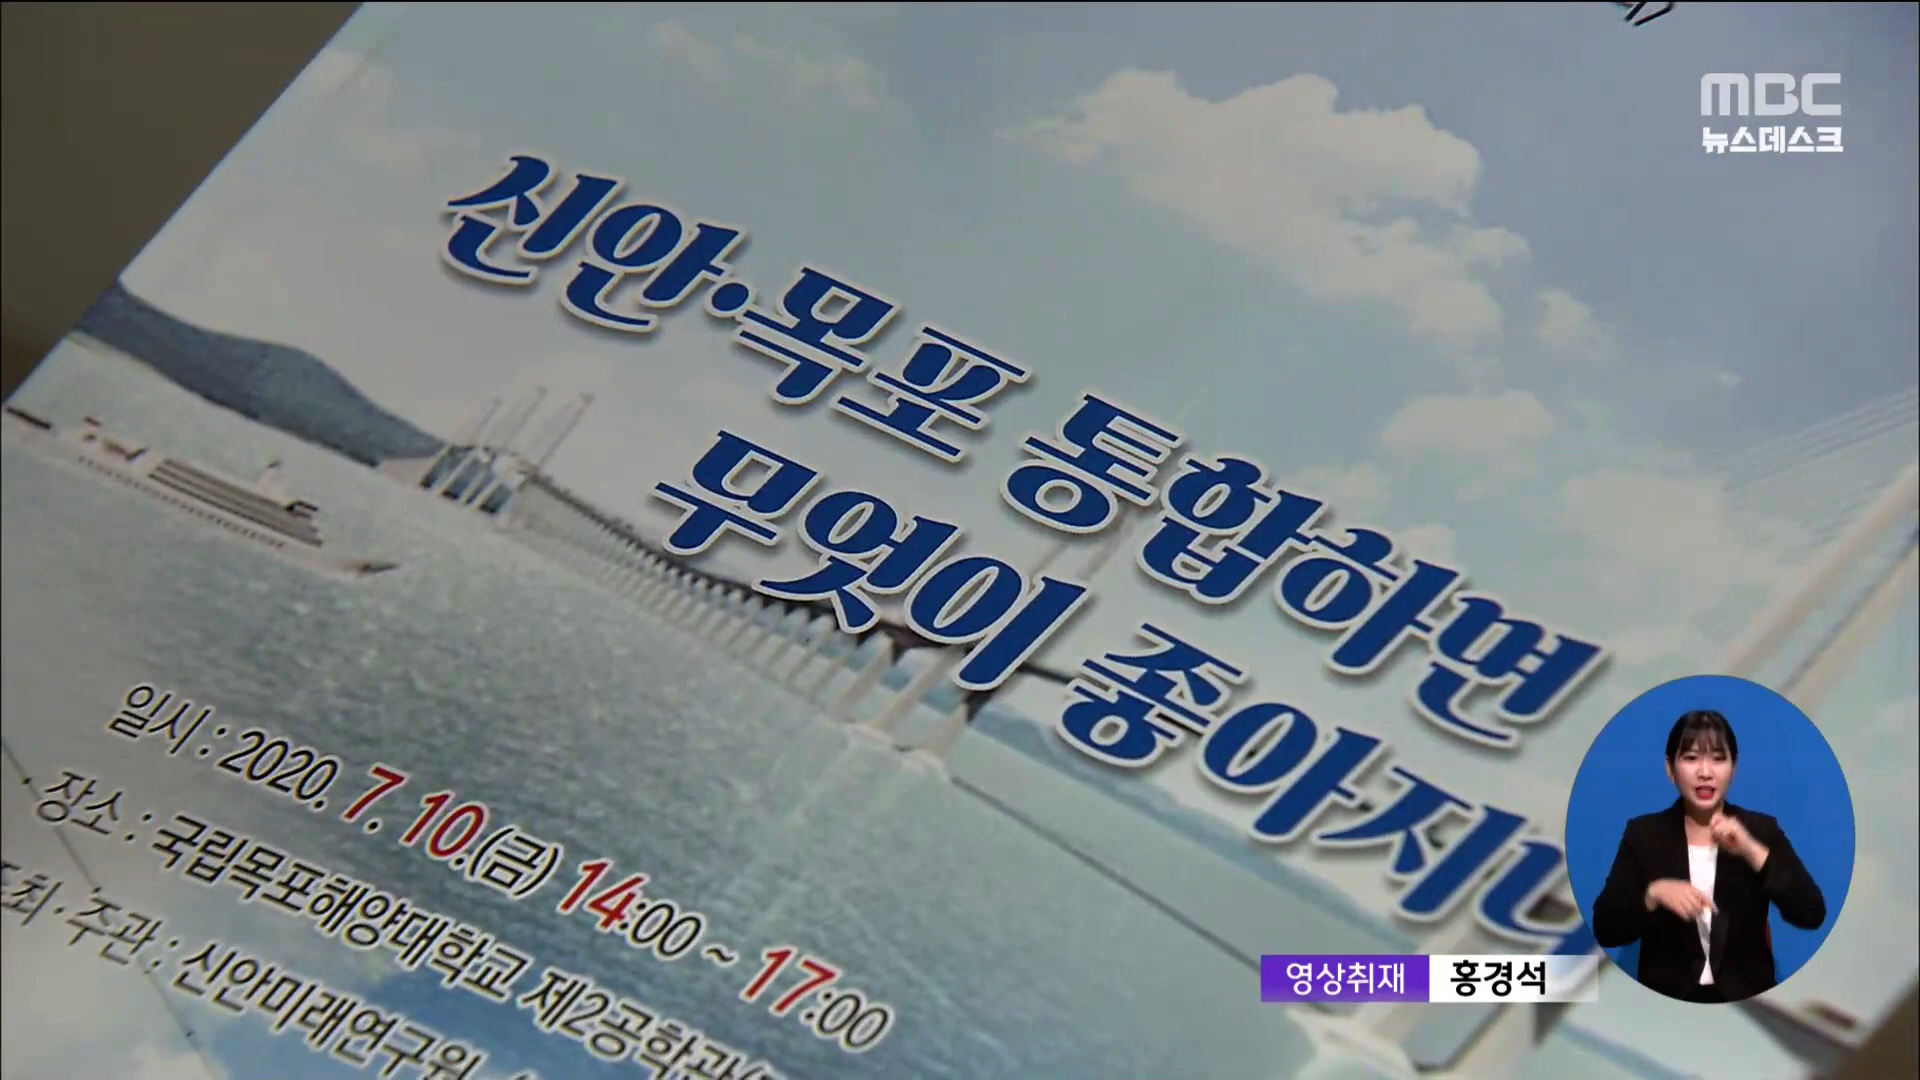 MBC
뉴스데스크
신안·목포 통합하면
무엇이 좋아지나
일시 : 2020. 7. 10.(금) 14:00 ~ 17:00
장소 : 국립목포해양대학교 제2공학관
주관 : 신안미래연구원
영상취재 홍경석